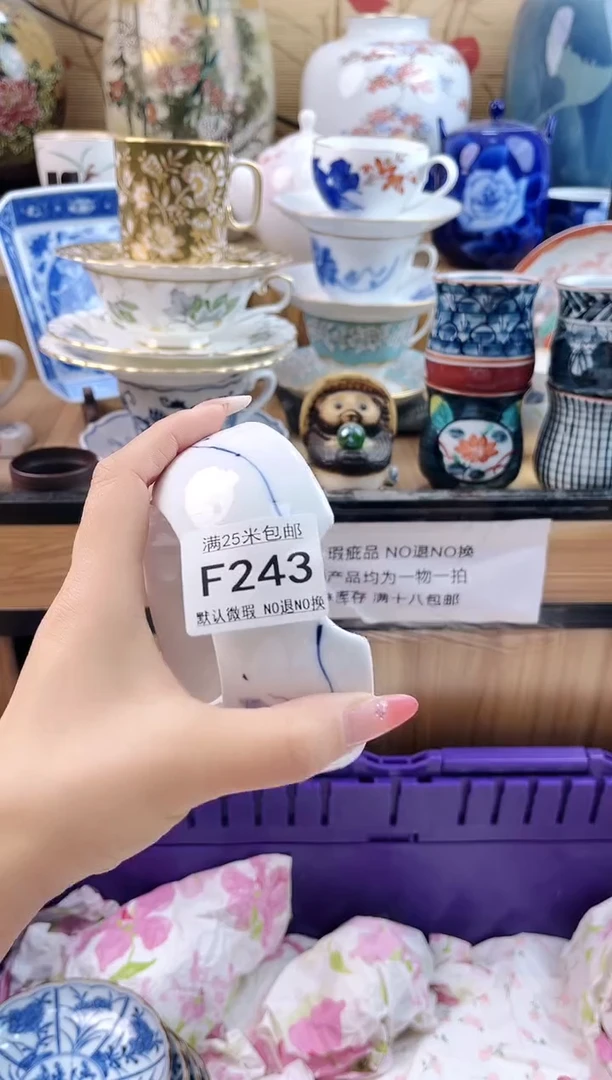 满25米包邮
F243
默认微瑕 NO退NO换
瑕疵品 NO退NO换
产品均为一物一拍
库存 满十八包邮